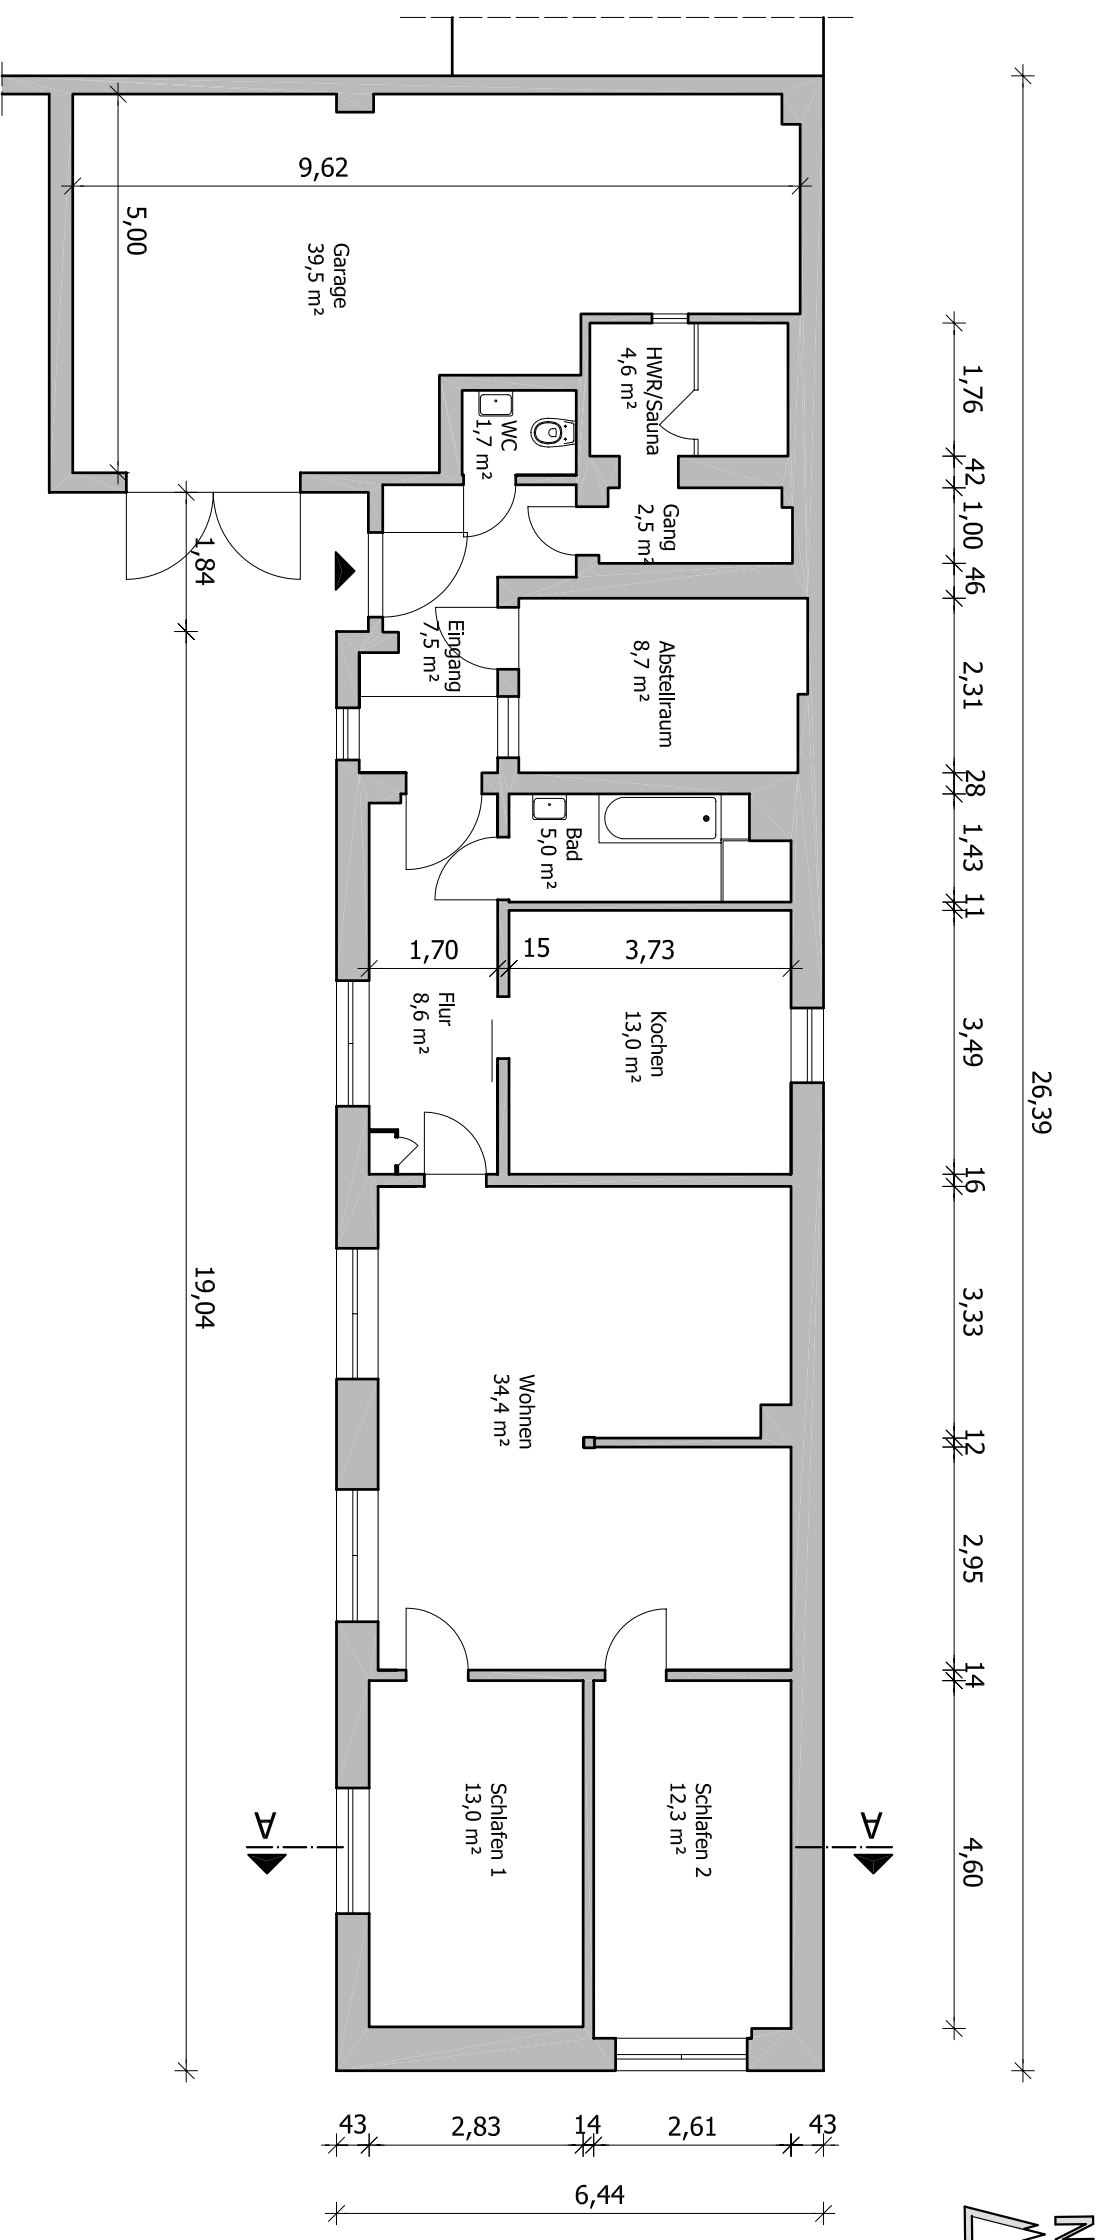 9,62
5,00
Garage
39,5 m²
HWR/Sauna
4,6 m²
WC
1,7 m²
Gang
2,5 m²
1,84
Eingang
7,5 m²
Abstellraum
8,7 m²
Bad
5,0 m²
1,70
15
3,73
Flur
8,6 m²
Kochen
13,0 m²
19,04
Wohnen
34,4 m²
Schlafen 1
13,0 m²
Schlafen 2
12,3 m²
A
A
1,76
42
1,00
46
2,31
28
1,43
11
3,49
16
3,33
12
2,95
14
4,60
26,39
43
2,83
14
2,61
43
6,44
N